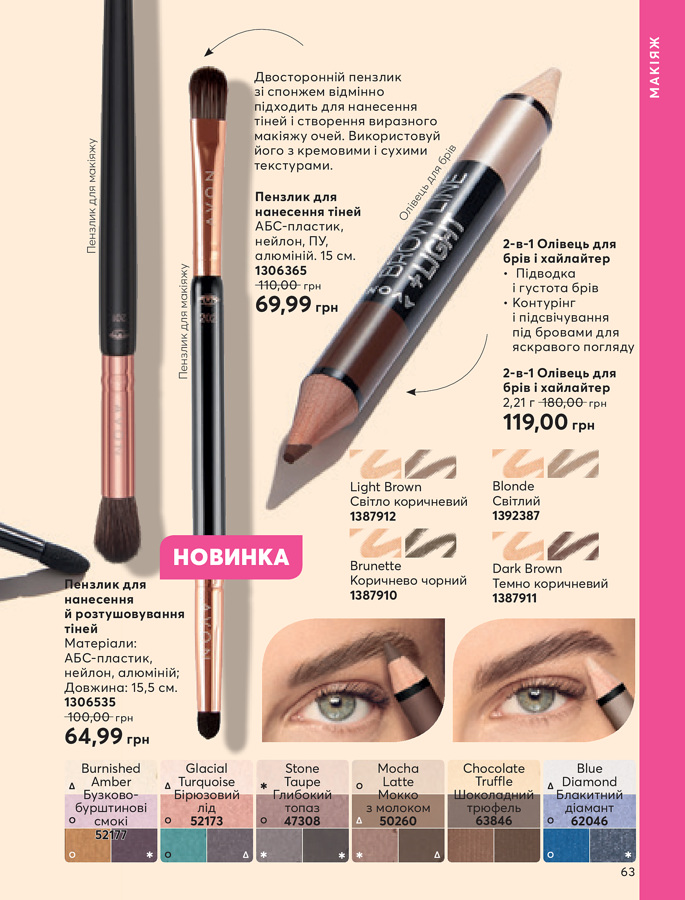 МАКІЯЖ
Двосторонній пензлик
зі спонжем відмінно
підходить для нанесення
тіней і створення виразного
макіяжу очей. Використовуй
його з кремовими і сухими
текстурами.
Пензлик для макіяжу
Пензлик для
нанесення тіней
АБС-пластик,
нейлон, ПУ,
алюміній. 15 см.
1306365
110,00 грн
69,99 грн
Пензлик для макіяжу
AVON
202
AVON
AVON
201
Олівець для брів
BROW LINE
+LIGHT
AVON
2-в-1 Олівець для
брів і хайлайтер
• Підводка
і густота брів
• Контурінг
і підсвічування
під бровами для
яскравого погляду
2-в-1 Олівець для
брів і хайлайтер
2,21 г 180,00 грн
119,00 грн
Light Brown
Світло коричневий
1387912
Blonde
Світлий
1392387
Brunette
Коричнево чорний
1387910
Dark Brown
Темно коричневий
1387911
НОВИНКА
Пензлик для
нанесення
й розтушовування
тіней
Матеріали:
АБС-пластик,
нейлон, алюміній;
Довжина: 15,5 см.
1306535
100,00 грн
64,99 грн
Burnished
Amber
Бузково-
бурштинові
смокі
52177
Glacial
Turquoise
Бірюзовий
лід
52173
Stone
Taupe
Глибокий
топаз
47308
Mocha
Latte
Мокко
з молоком
50260
Chocolate
Truffle
Шоколадний
трюфель
63846
Blue
Diamond
Блакитний
діамант
62046
63